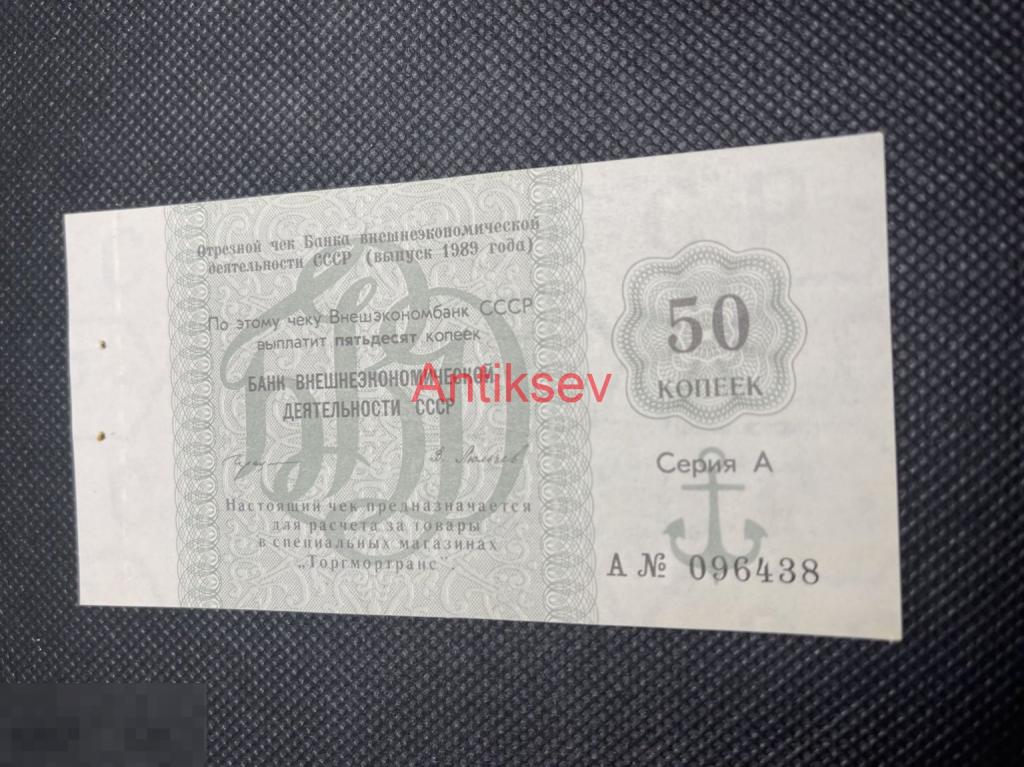 Отрезной чек Банка внешнеэкономической
деятельности СССР (выпуск 1989 года)
По этому чеку Внешэкономбанк СССР
выплатит пятьдесят копеек
БАНК ВНЕШНЕЭКОНОМИЧЕСКОЙ
ДЕЯТЕЛЬНОСТИ СССР
Настоящий чек предназначается
для расчета за товары
в специальных магазинах
„Торгмортранс".
50
КОПЕЕК
Серия А
А № 096438
Antiksev